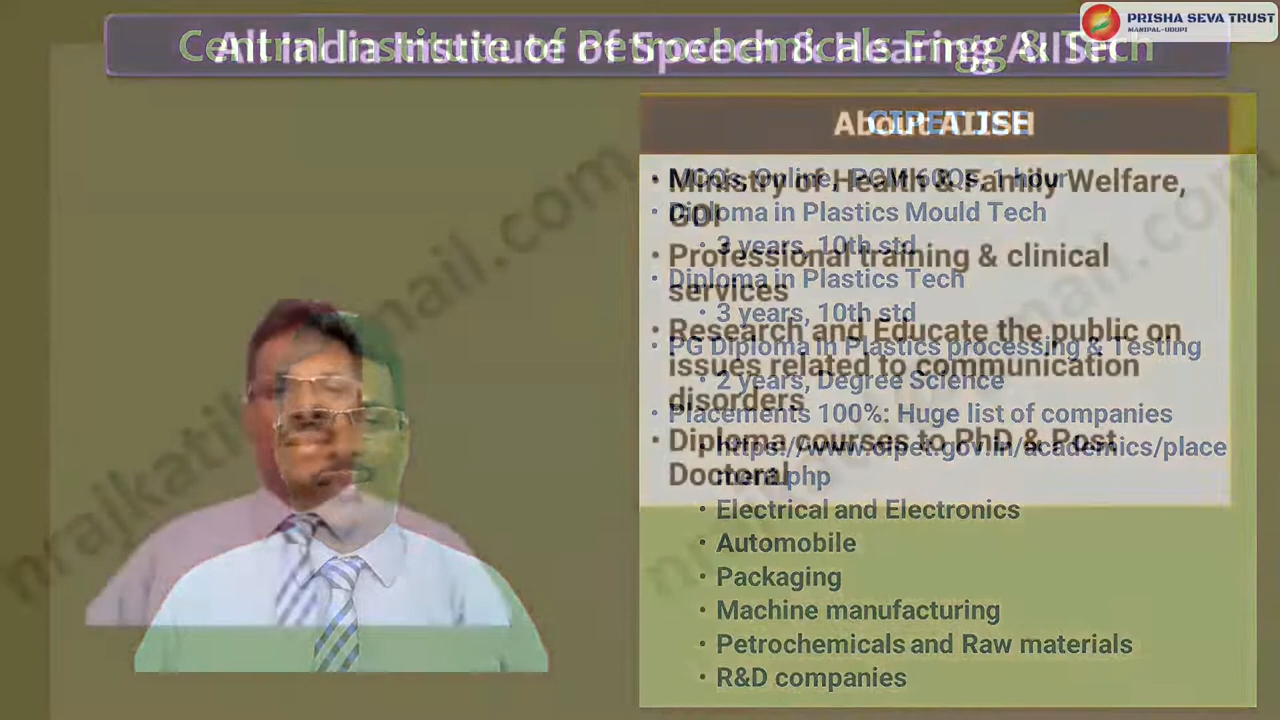 PRISHA SEVA TRUST
MANIPAL-UDUPI
Central Institute of Petrochemicals Engg & Tech
All India Institute of Speech & Hearing AIISH
About AIISH
CIPET JEE
Ministry of Health & Family Welfare,
GOI
Professional training & clinical
services
Research and Educate the public on
issues related to communication
disorders
Diploma courses to PhD & Post
Doctoral
MCQs, Online, 60Qs, 1 hour
Diploma in Plastics Mould Tech
3 years, 10th std
Diploma in Plastics Tech
3 years, 10th std
PG Diploma in Plastics processing & Testing
2 years, Degree Science
Placements 100%: Huge list of companies
https://www.cipet.gov.in/academics/place
ment.php
Electrical and Electronics
Automobile
Packaging
Machine manufacturing
Petrochemicals and Raw materials
R&D companies